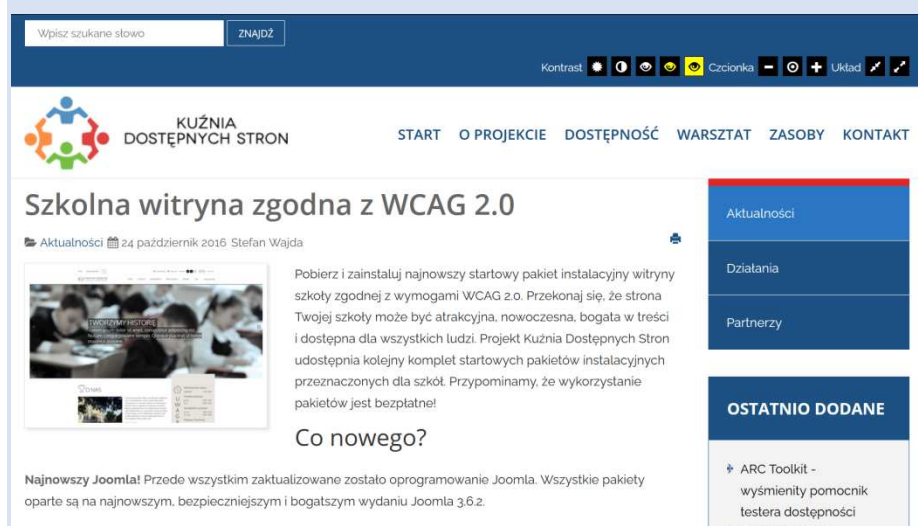 Wpisz szukane słowo
ZNAJDŹ
Kontrast Czcionka Układ
KUŹNIA
DOSTĘPNYCH STRON
START O PROJEKCIE DOSTĘPNOŚĆ WARSZTAT ZASOBY KONTAKT
Szkolna witryna zgodna z WCAG 2.0
Aktualności 24 październik 2016 Stefan Wajda
TWORZYMY HISTORIĘ
O NAS
Pobierz i zainstaluj najnowszy startowy pakiet instalacyjny witryny
szkoły zgodnej z wymogami WCAG 2.0. Przekonaj się, że strona
Twojej szkoły może być atrakcyjna, nowoczesna, bogata w treści
i dostępna dla wszystkich ludzi. Projekt Kuźnia Dostępnych Stron
udostępnia kolejny komplet startowych pakietów instalacyjnych
przeznaczonych dla szkół. Przypominamy, że wykorzystanie
pakietów jest bezpłatne!
Co nowego?
Najnowszy Joomla! Przede wszystkim zaktualizowane zostało oprogramowanie Joomla. Wszystkie pakiety
oparte są na najnowszym, bezpieczniejszym i bogatszym wydaniu Joomla 3.6.2.
Aktualności
Działania
Partnerzy
OSTATNIO DODANE
ARC Toolkit -
wyśmienity pomocnik
testera dostępności